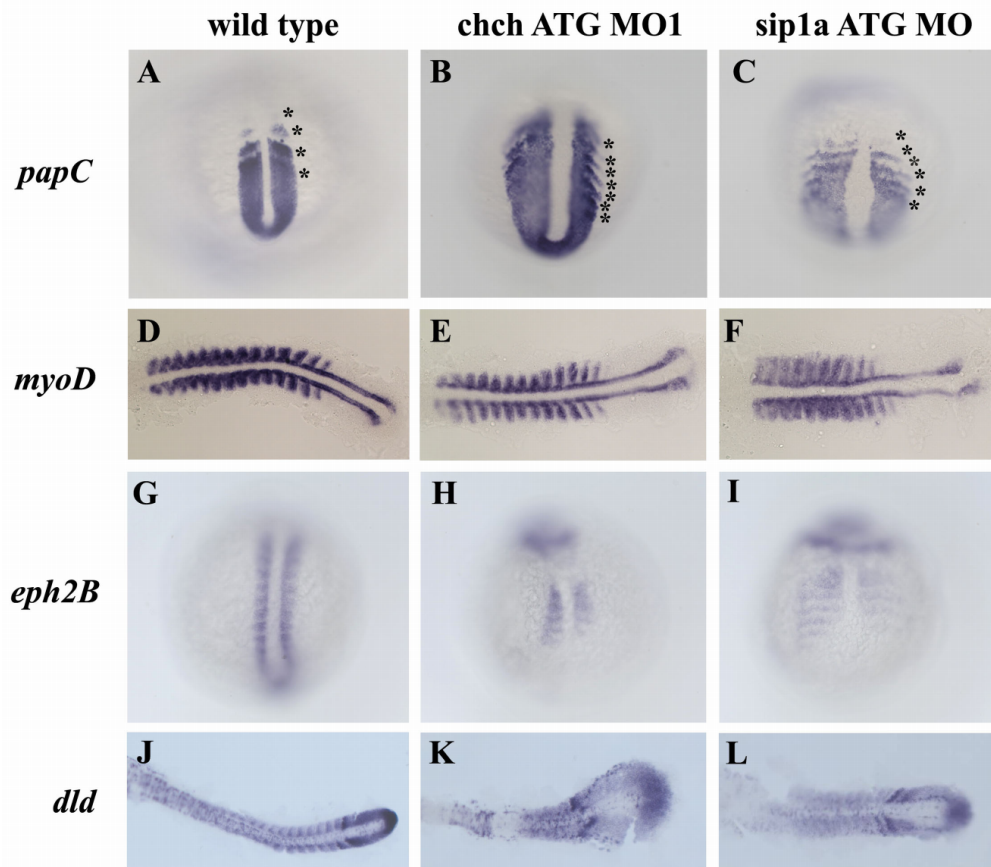 wild type chch ATG MO1 sip1a ATG MO
papC A B C
* * * * * * * * * * * * * * * *
myoD D E F
eph2B G H I
dld J K L